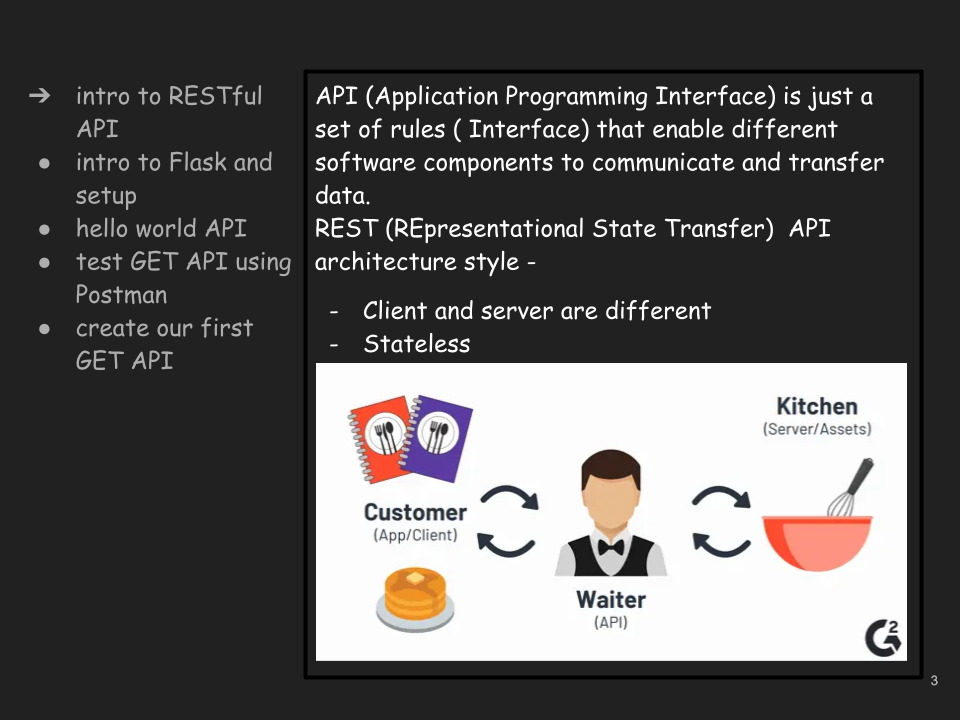 ➔ intro to RESTful
API
● intro to Flask and
setup
● hello world API
● test GET API using
Postman
● create our first
GET API
API (Application Programming Interface) is just a
set of rules ( Interface) that enable different
software components to communicate and transfer
data.
REST (REpresentational State Transfer)  API
architecture style -
- Client and server are different
- Stateless
Kitchen
(Server/Assets)
Customer
(App/Client)
Waiter
(API)
G2
3